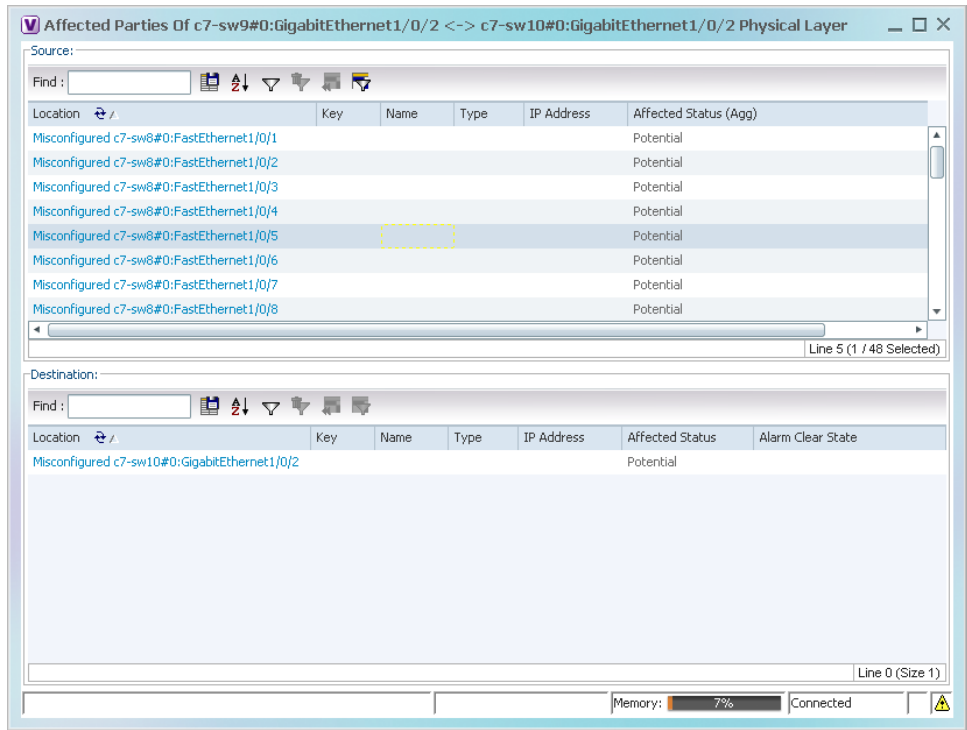 Affected Parties Of c7-sw9#0:GigabitEthernet1/0/2 <-> c7-sw10#0:GigabitEthernet1/0/2 Physical Layer
Source:
Find :
Location Key Name Type IP Address Affected Status (Agg)
Misconfigured c7-sw8#0:FastEthernet1/0/1 Potential
Misconfigured c7-sw8#0:FastEthernet1/0/2 Potential
Misconfigured c7-sw8#0:FastEthernet1/0/3 Potential
Misconfigured c7-sw8#0:FastEthernet1/0/4 Potential
Misconfigured c7-sw8#0:FastEthernet1/0/5 Potential
Misconfigured c7-sw8#0:FastEthernet1/0/6 Potential
Misconfigured c7-sw8#0:FastEthernet1/0/7 Potential
Misconfigured c7-sw8#0:FastEthernet1/0/8 Potential
Line 5 (1 / 48 Selected)
Destination:
Find :
Location Key Name Type IP Address Affected Status Alarm Clear State
Misconfigured c7-sw10#0:GigabitEthernet1/0/2 Potential
Line 0 (Size 1)
Memory: 7% Connected